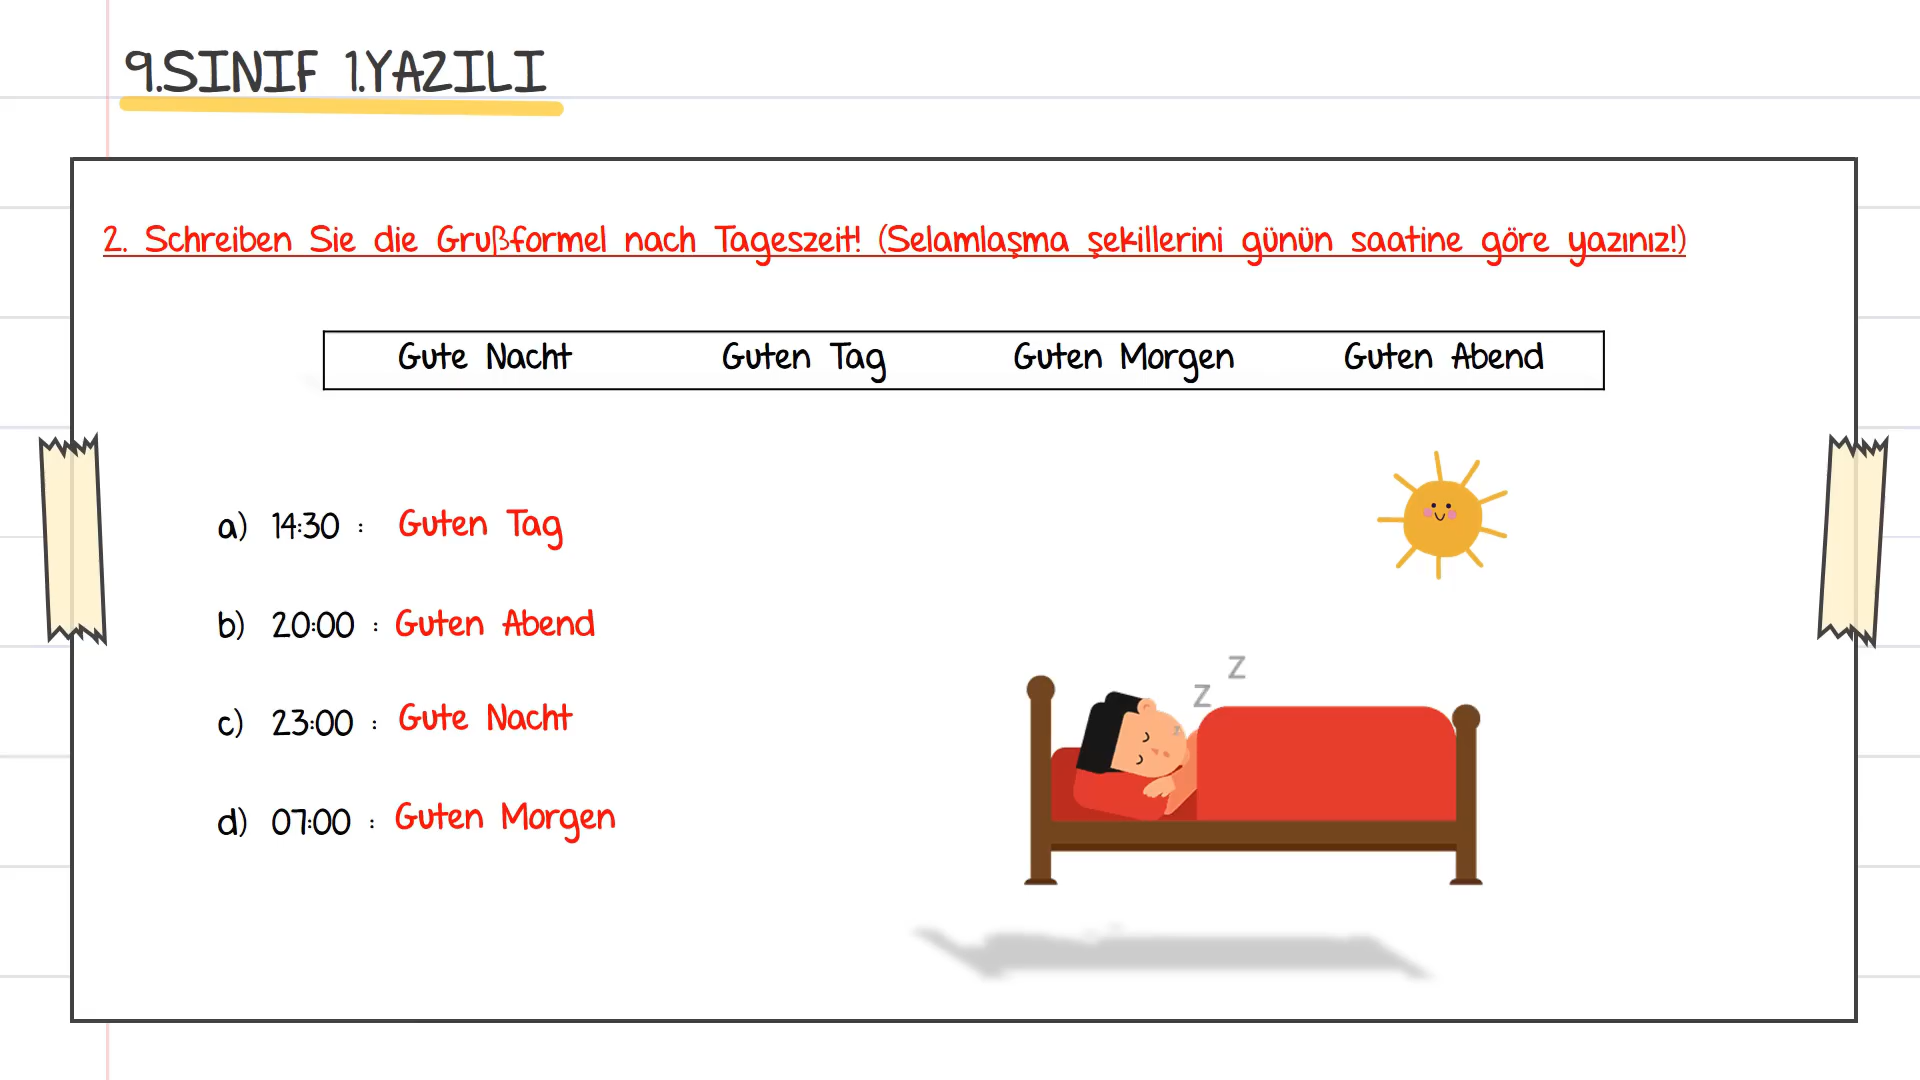 9.SINIF 1.YAZILI
2. Schreiben Sie die Grußformel nach Tageszeit! (Selamlaşma şekillerini günün saatine göre yazınız!)
Gute Nacht Guten Tag Guten Morgen Guten Abend
a) 14:30 : Guten Tag
b) 20:00 : Guten Abend
c) 23:00 : Gute Nacht
d) 07:00 : Guten Morgen
z
z
z